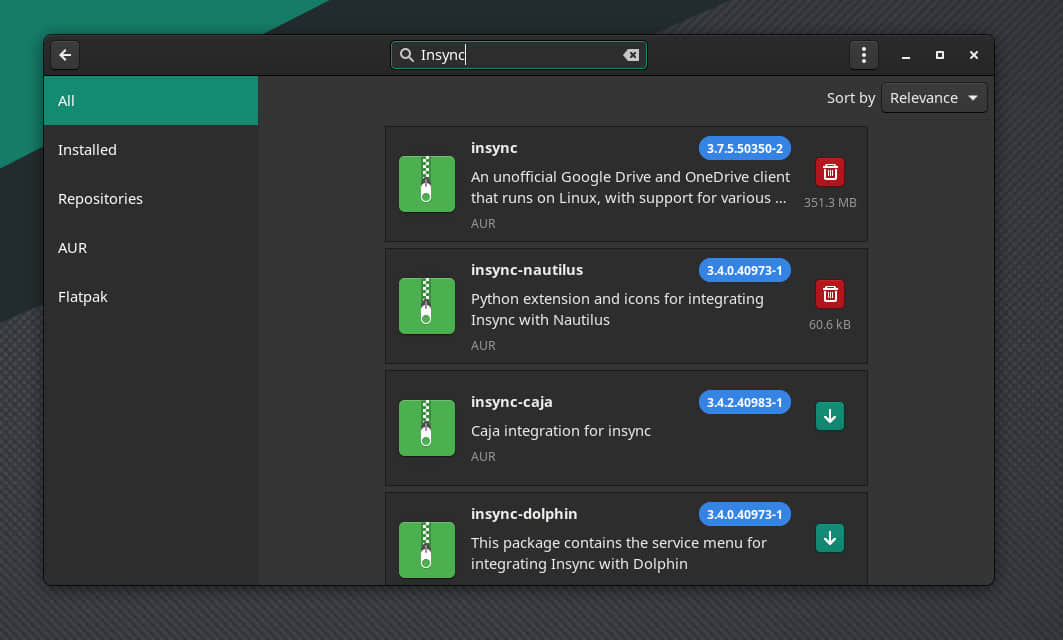 Insync
All
Installed
Repositories
AUR
Flatpak
Sort by Relevance
insync 3.7.5.50350-2
An unofficial Google Drive and OneDrive client
that runs on Linux, with support for various ...
351.3 MB
AUR
insync-nautilus 3.4.0.40973-1
Python extension and icons for integrating
Insync with Nautilus
60.6 kB
AUR
insync-caja 3.4.2.40983-1
Caja integration for insync
AUR
insync-dolphin 3.4.0.40973-1
This package contains the service menu for
integrating Insync with Dolphin